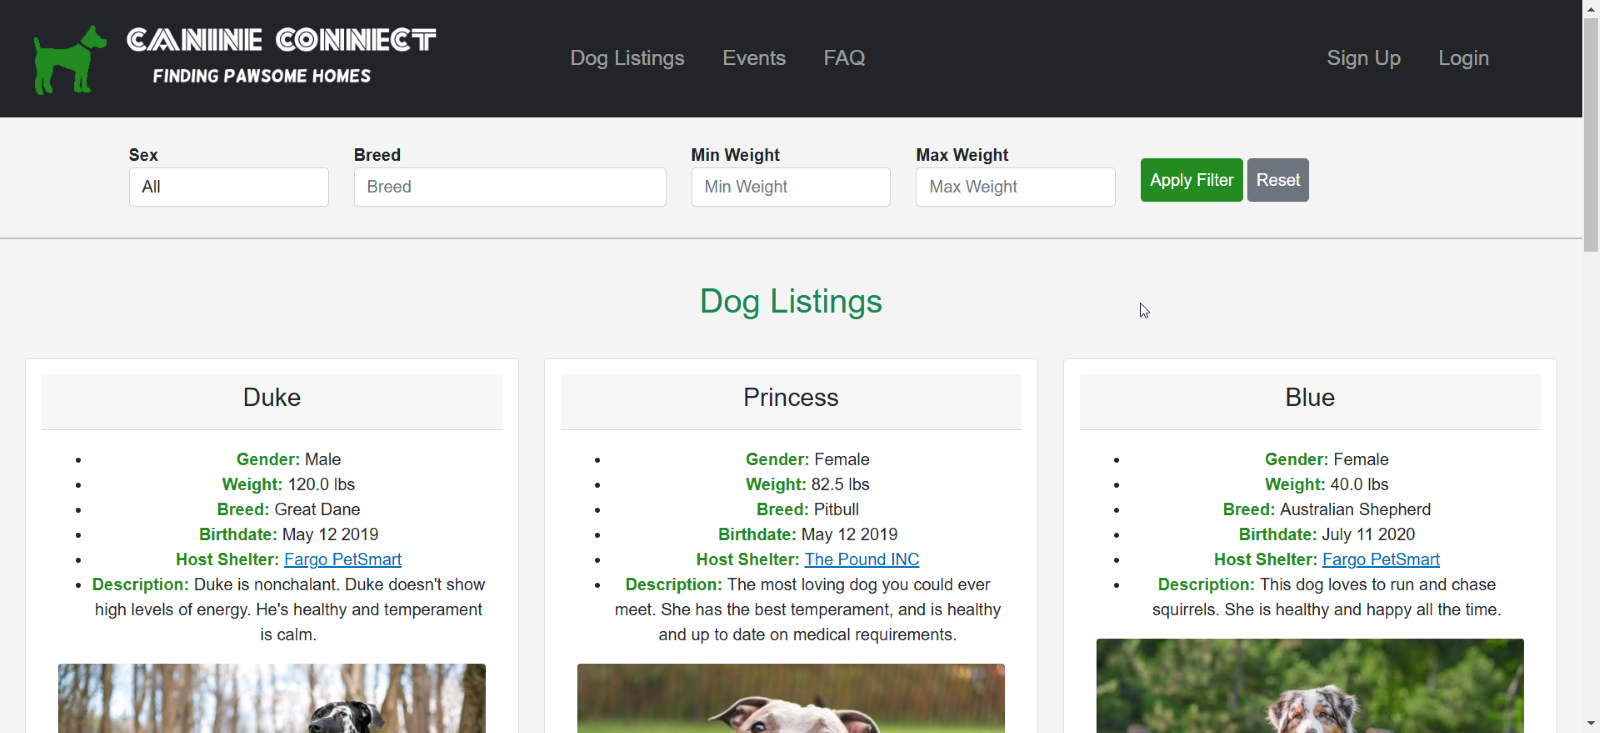 CANINE CONNECT
FINDING PAWSOME HOMES
Dog Listings
Events
FAQ
Sign Up
Login
Sex
Breed
Min Weight
Max Weight
All
Breed
Min Weight
Max Weight
Apply Filter
Reset
Dog Listings
Duke
Gender: Male
Weight: 120.0 lbs
Breed: Great Dane
Birthdate: May 12 2019
Host Shelter: Fargo PetSmart
Description: Duke is nonchalant. Duke doesn't show
high levels of energy. He's healthy and temperament
is calm.
Princess
Gender: Female
Weight: 82.5 lbs
Breed: Pitbull
Birthdate: May 12 2019
Host Shelter: The Pound INC
Description: The most loving dog you could ever
meet. She has the best temperament, and is healthy
and up to date on medical requirements.
Blue
Gender: Female
Weight: 40.0 lbs
Breed: Australian Shepherd
Birthdate: July 11 2020
Host Shelter: Fargo PetSmart
Description: This dog loves to run and chase
squirrels. She is healthy and happy all the time.